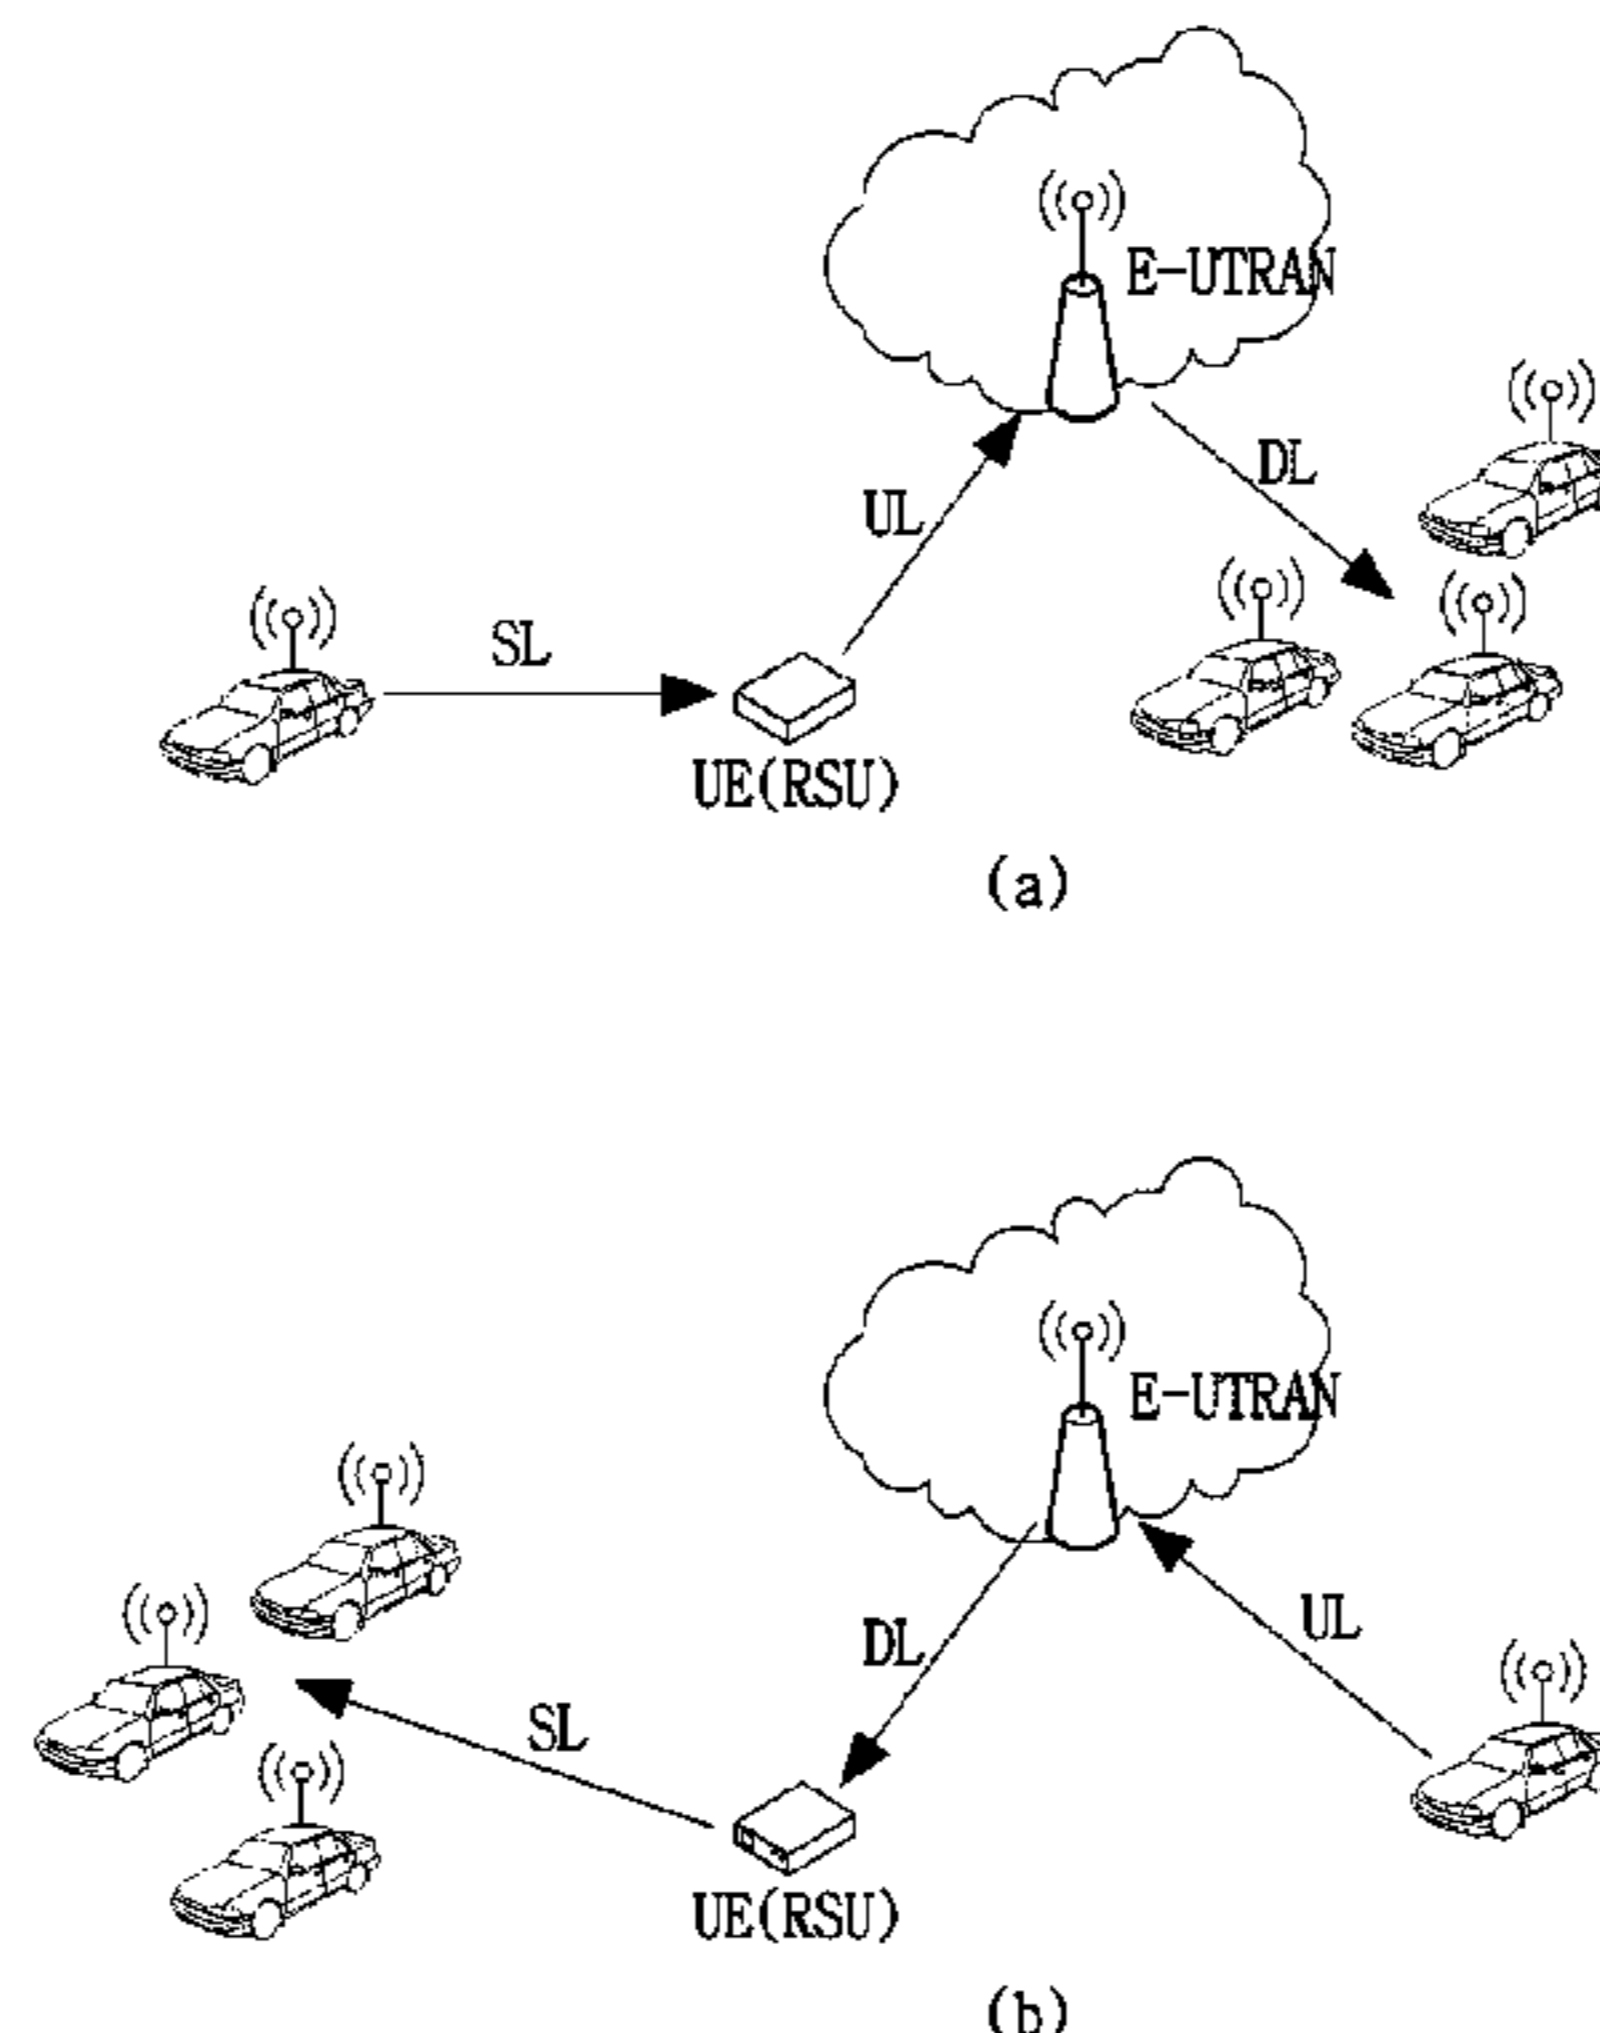 E-UTRAN
DL
UL
SL
UE(RSU)
(a)
E-UTRAN
UL
DL
SL
UE(RSU)
(b)